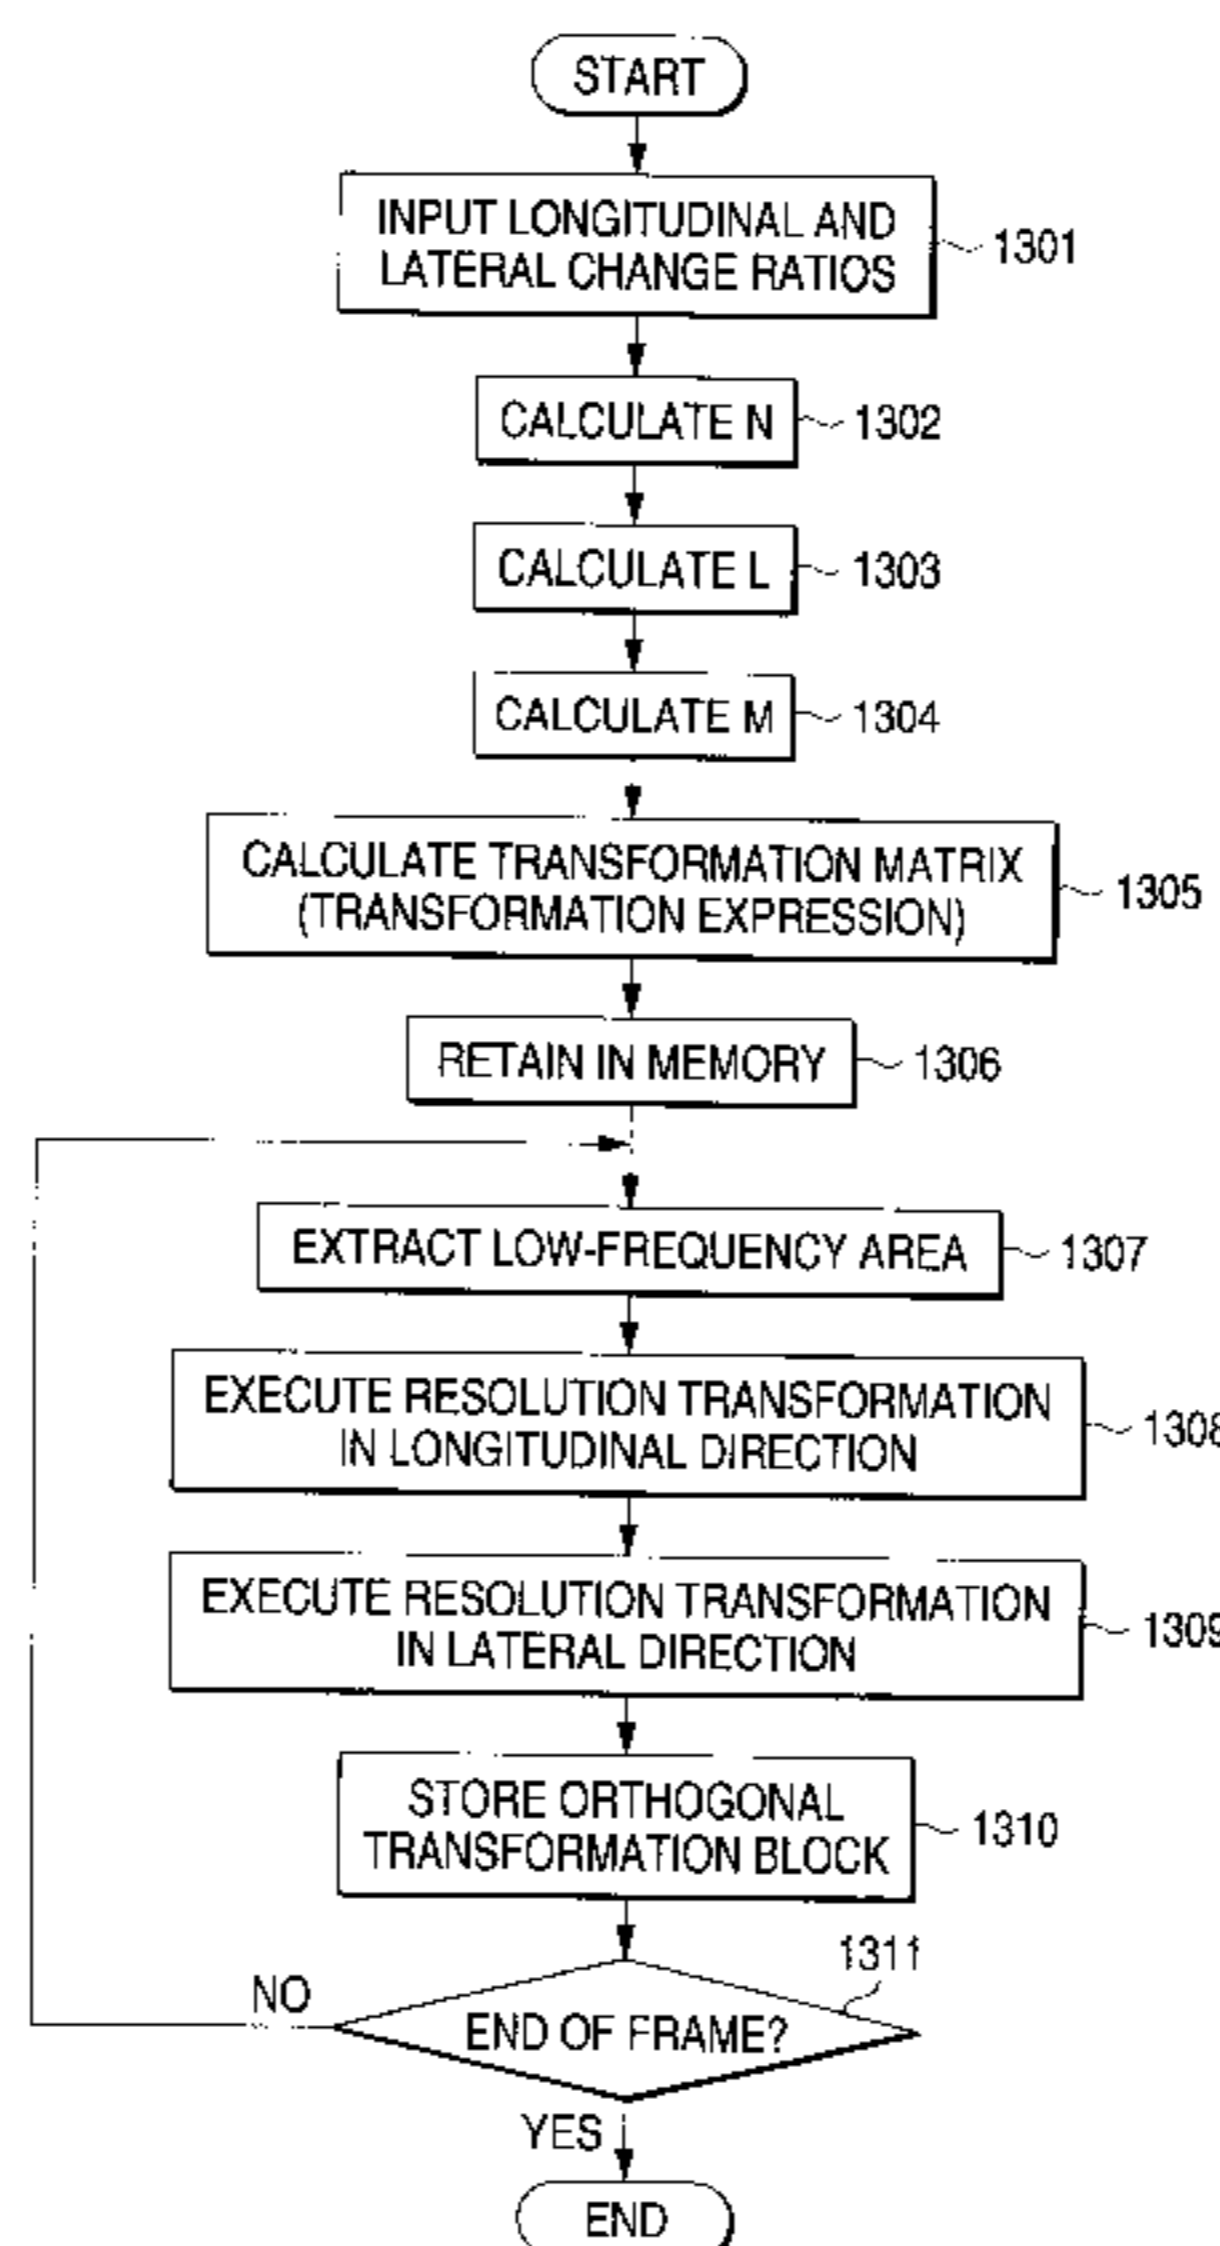 START
INPUT LONGITUDINAL AND
LATERAL CHANGE RATIOS
1301
CALCULATE N
1302
CALCULATE L
1303
CALCULATE M
1304
CALCULATE TRANSFORMATION MATRIX
(TRANSFORMATION EXPRESSION)
1305
RETAIN IN MEMORY
1306
EXTRACT LOW-FREQUENCY AREA
1307
EXECUTE RESOLUTION TRANSFORMATION
IN LONGITUDINAL DIRECTION
1308
EXECUTE RESOLUTION TRANSFORMATION
IN LATERAL DIRECTION
1309
STORE ORTHOGONAL
TRANSFORMATION BLOCK
1310
1311
NO
END OF FRAME?
YES
END